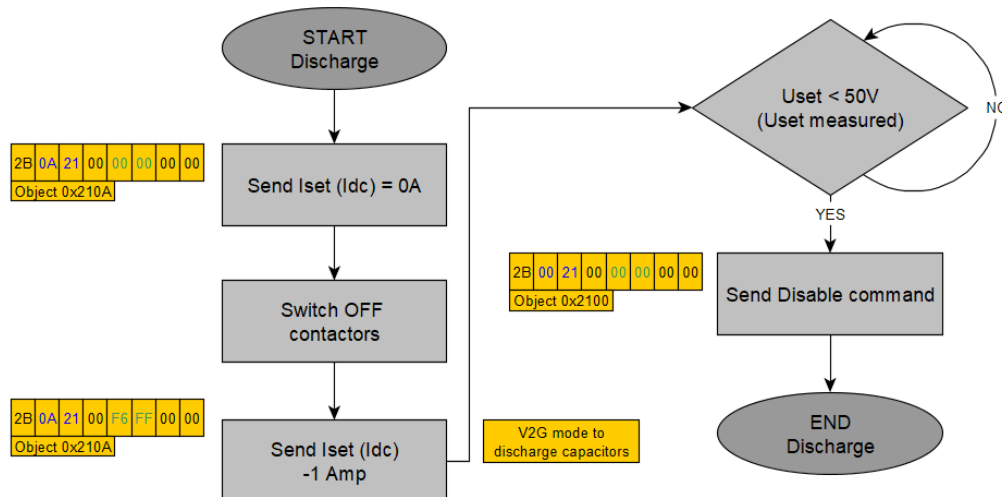 START
Discharge
2B 0A 21 00 00 00 00 00
Object 0x210A
Send Iset (Idc) = 0A
Switch OFF
contactors
2B 0A 21 00 F6 FF 00 00
Object 0x210A
Send Iset (Idc)
-1 Amp
V2G mode to
discharge capacitors
Uset < 50V
(Uset measured)
NO
YES
2B 00 21 00 00 00 00 00
Object 0x2100
Send Disable command
END
Discharge